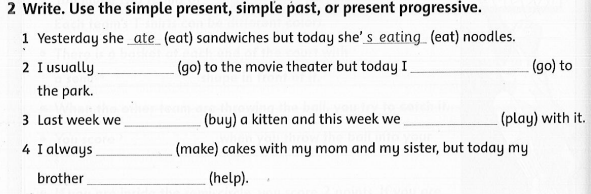 2 Write. Use the simple present, simple past, or present progressive.
1 Yesterday she ate (eat) sandwiches but today she's eating (eat) noodles.
2 I usually __________ (go) to the movie theater but today I _______________ (go) to
the park.
3 Last week we __________ (buy) a kitten and this week we ____________ (play) with it.
4 I always __________ (make) cakes with my mom and my sister, but today my
brother _______________ (help).